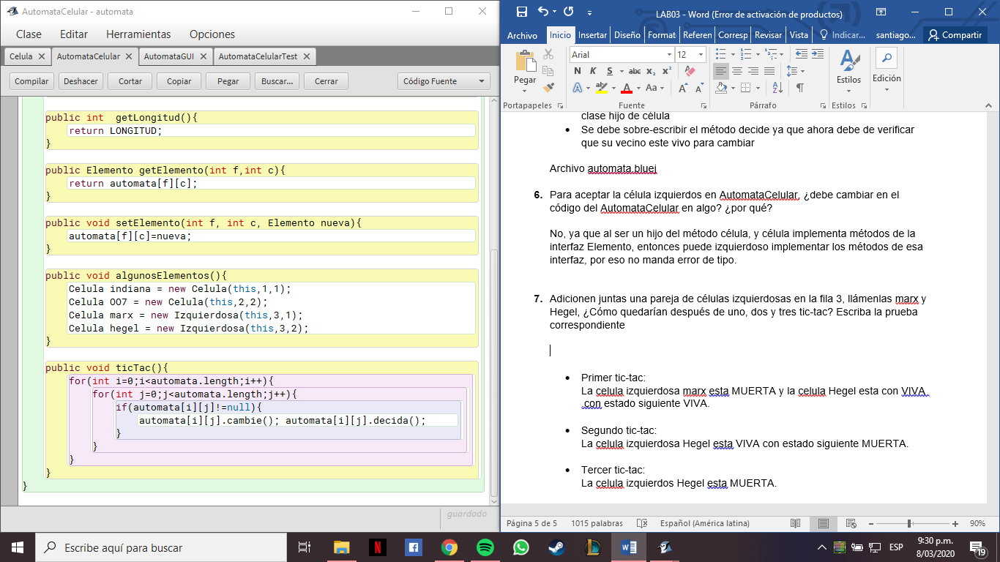 AutomataCelular - automata
Clase Editar Herramientas Opciones
Celula AutomataCelular AutomataGUI AutomataCelularTest
Compilar Deshacer Cortar Copiar Pegar Buscar... Cerrar Código Fuente
public int  getLongitud(){
return LONGITUD;
}
public Elemento getElemento(int f,int c){
return automata[f][c];
}
public void setElemento(int f, int c, Elemento nueva){
automata[f][c]=nueva;
}
public void algunosElementos(){
Celula indiana = new Celula(this,1,1);
Celula OO7 = new Celula(this,2,2);
Celula marx = new Izquierdosa(this,3,1);
Celula hegel = new Izquierdosa(this,3,2);
}
public void ticTac(){
for(int i=0;i<automata.length;i++){
for(int j=0;j<automata.length;j++){
if(automata[i][j]!=null){
automata[i][j].cambie(); automata[i][j].decida();
}
}
}
}
}
guardado
LAB03 - Word (Error de activación de productos)
Archivo Inicio Insertar Diseño Format Referen Corresp Revisar Vista Indicar... santiago... Compartir
Arial 12
N K S abc x₂ x²
A ab A Aa A A
Pegar Estilos Edición
Portapapeles Fuente Párrafo Estilos
clase hijo de célula
• Se debe sobre-escribir el método decide ya que ahora debe de verificar
que su vecino este vivo para cambiar
Archivo automata.bluej
6. Para aceptar la célula izquierdos en AutomataCelular, ¿debe cambiar en el
código del AutomataCelular en algo? ¿por qué?
No, ya que al ser un hijo del método célula, y célula implementa métodos de la
interfaz Elemento, entonces puede izquierdoso implementar los métodos de esa
interfaz, por eso no manda error de tipo.
7. Adicionen juntas una pareja de células izquierdosas en la fila 3, llámenlas marx y
Hegel, ¿Cómo quedarían después de uno, dos y tres tic-tac? Escriba la prueba
correspondiente
• Primer tic-tac:
La celula izquierdosa marx esta MUERTA y la celula Hegel esta con VIVA
con estado siguiente VIVA.
• Segundo tic-tac:
La celula izquierdosa Hegel esta VIVA con estado siguiente MUERTA.
• Tercer tic-tac:
La celula izquierdos Hegel esta MUERTA.
Página 5 de 5 1015 palabras Español (América latina) 90%
Escribe aquí para buscar
ESP
9:30 p.m.
8/03/2020
19